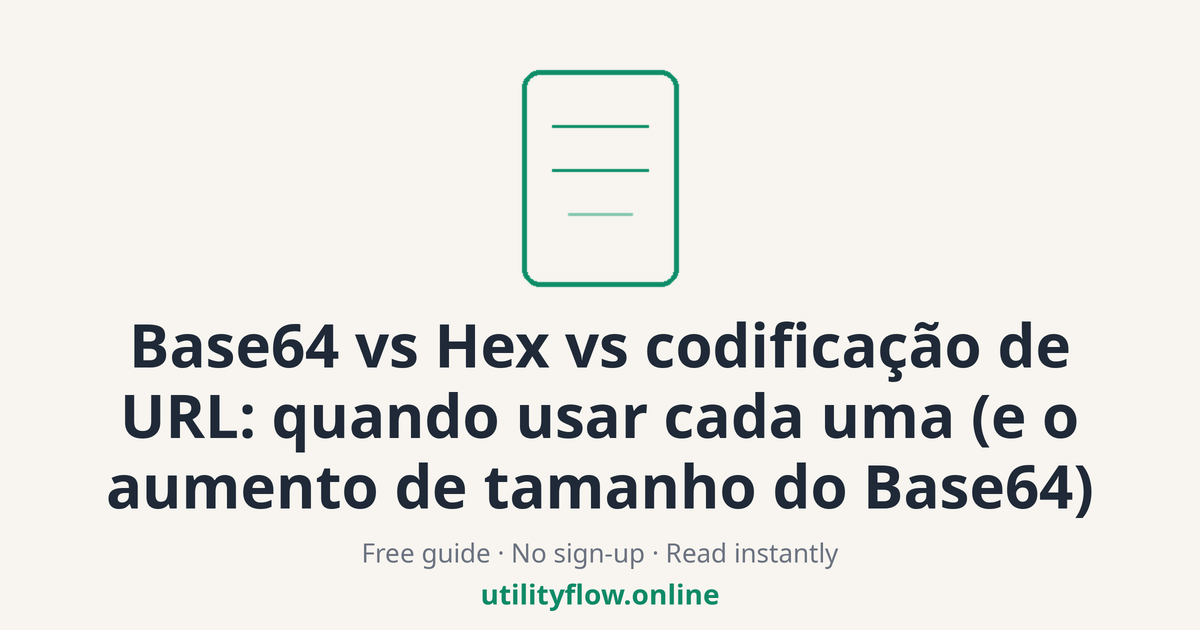 Base64 vs Hex vs codificação de
URL: quando usar cada uma (e o
aumento de tamanho do Base64)
Free guide · No sign-up · Read instantly
utilityflow.online